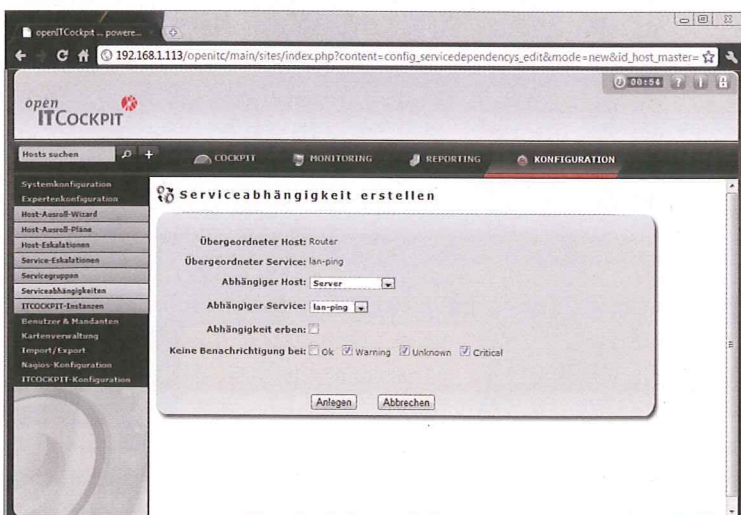 openITCockpit ... powere...
192.168.1.113/openitc/main/sites/index.php?content=config_servicedependencys_edit&mode=new&id_host_master=
00:54 ? i
open
ITCOCKPIT
Hosts suchen
+
COCKPIT
MONITORING
REPORTING
KONFIGURATION
Systemkonfiguration
Expertenkonfiguration
Host-Ausroll-Wizard
Host-Ausroll-Pläne
Host-Eskalationen
Service-Eskalationen
Servicegruppen
Serviceabhängigkeiten
ITCOCKPIT-Instanzen
Benutzer & Mandanten
Kartenverwaltung
Import/Export
Nagios-Konfiguration
ITCOCKPIT-Konfiguration
Serviceabhängigkeit erstellen
Übergeordneter Host: Router
Übergeordneter Service: lan-ping
Abhängiger Host: Server
Abhängiger Service: lan-ping
Abhängigkeit erben:
Keine Benachrichtigung bei: Ok Warning Unknown Critical
Anlegen Abbrechen